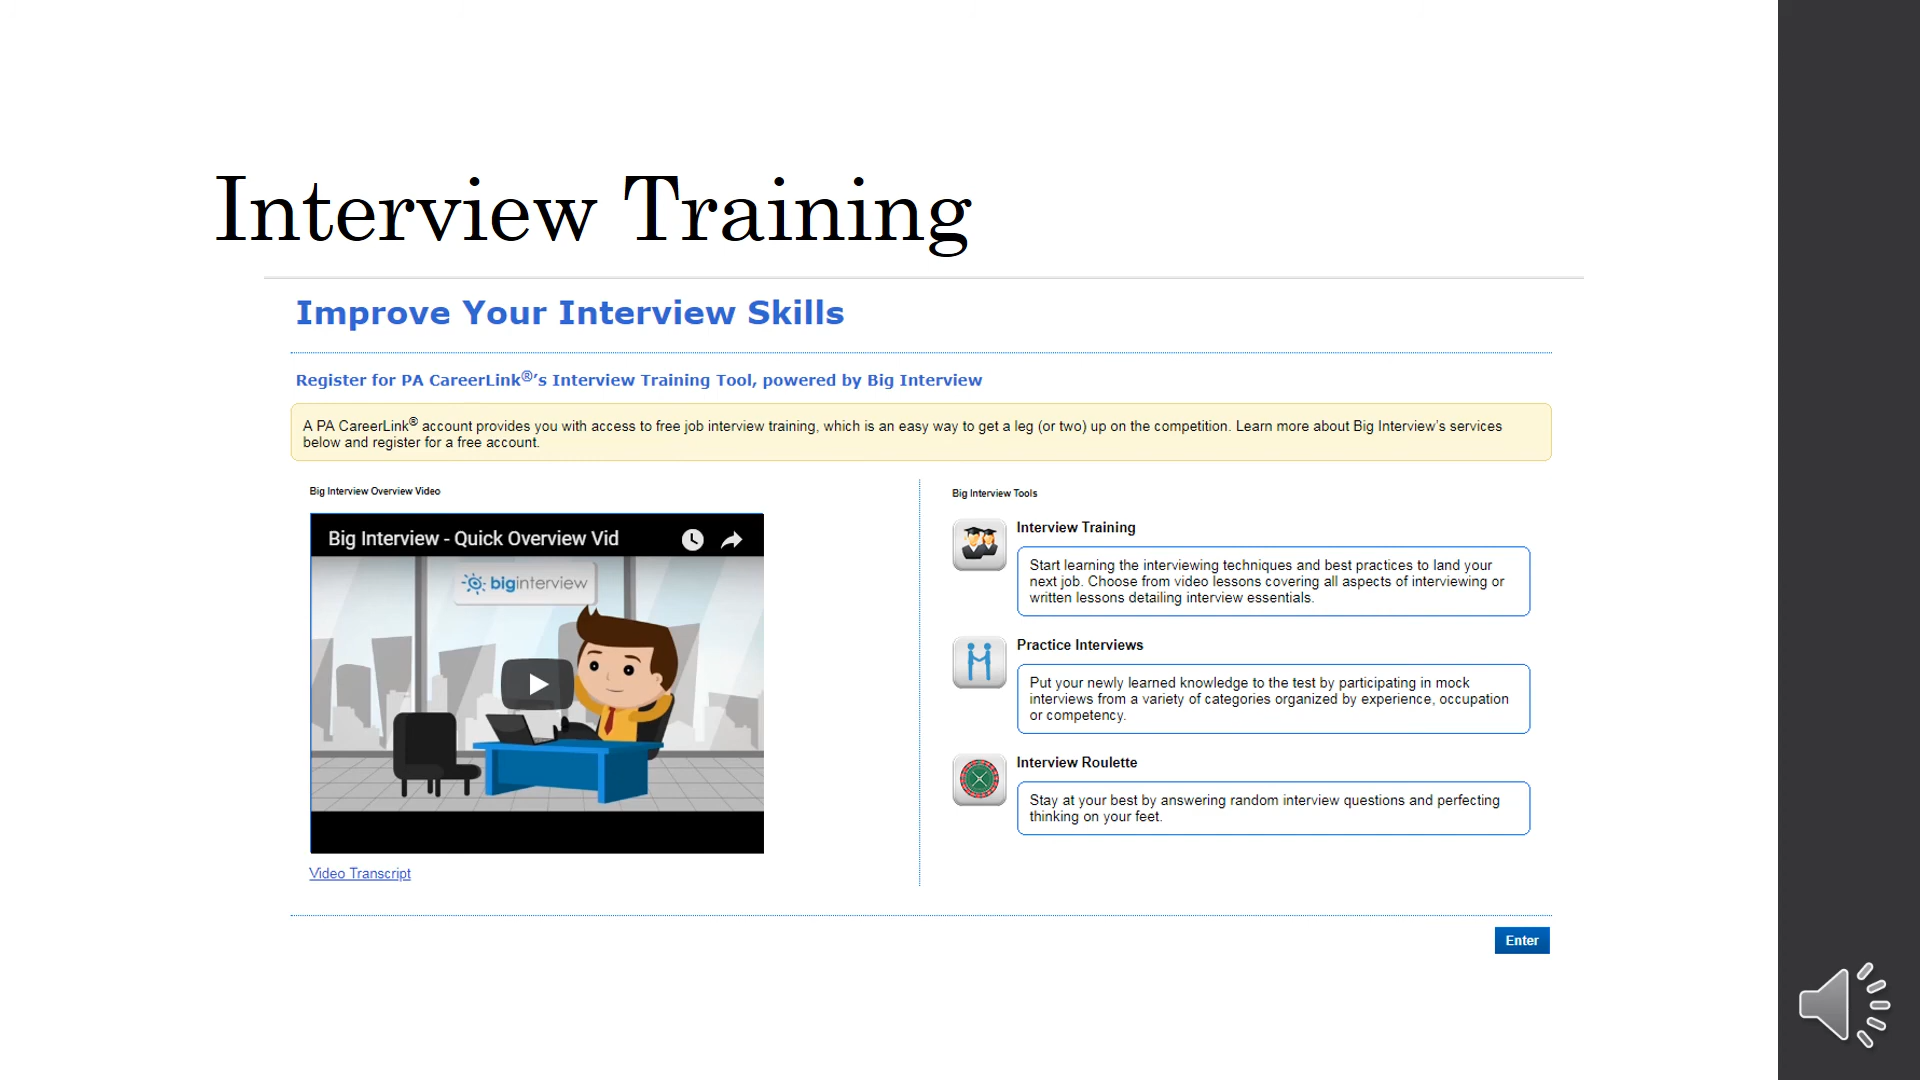 Interview Training
Improve Your Interview Skills
Register for PA CareerLink®'s Interview Training Tool, powered by Big Interview
A PA CareerLink® account provides you with access to free job interview training, which is an easy way to get a leg (or two) up on the competition. Learn more about Big Interview's services
below and register for a free account.
Big Interview Overview Video
Big Interview - Quick Overview Vid
biginterview
Video Transcript
Big Interview Tools
Interview Training
Start learning the interviewing techniques and best practices to land your
next job. Choose from video lessons covering all aspects of interviewing or
written lessons detailing interview essentials.
Practice Interviews
Put your newly learned knowledge to the test by participating in mock
interviews from a variety of categories organized by experience, occupation
or competency.
Interview Roulette
Stay at your best by answering random interview questions and perfecting
thinking on your feet.
Enter